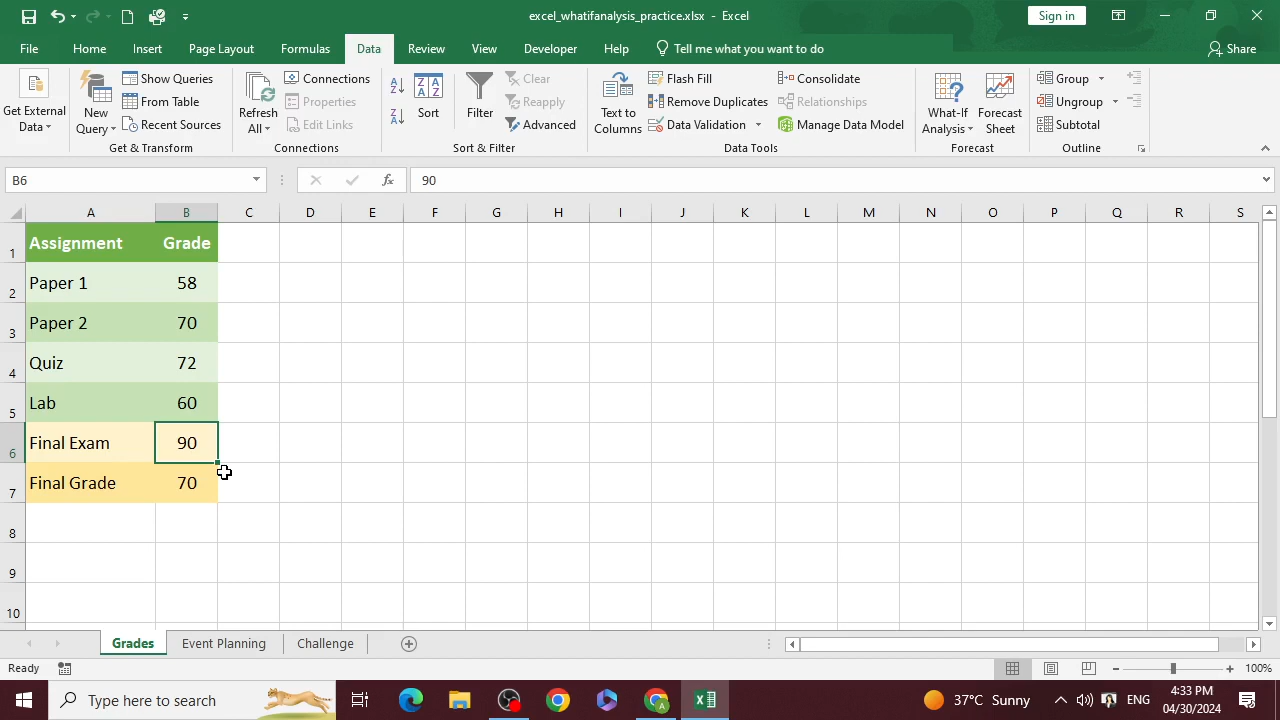 excel_whatifanalysis_practice.xlsx - Excel
Sign in
File Home Insert Page Layout Formulas Data Review View Developer Help Tell me what you want to do Share
Get External Data
New Query
Show Queries
From Table
Recent Sources
Get & Transform
Refresh All
Connections
Properties
Edit Links
Connections
Sort
Filter
Clear
Reapply
Advanced
Sort & Filter
Text to Columns
Flash Fill
Remove Duplicates
Data Validation
Consolidate
Relationships
Manage Data Model
Data Tools
What-If Analysis
Forecast Sheet
Forecast
Group
Ungroup
Subtotal
Outline
B6 fx 90
A B C D E F G H I J K L M N O P Q R S
1 Assignment Grade
2 Paper 1 58
3 Paper 2 70
4 Quiz 72
5 Lab 60
6 Final Exam 90
7 Final Grade 70
8
9
10
Grades Event Planning Challenge
Ready 100%
Type here to search 37°C Sunny ENG 4:33 PM
04/30/2024